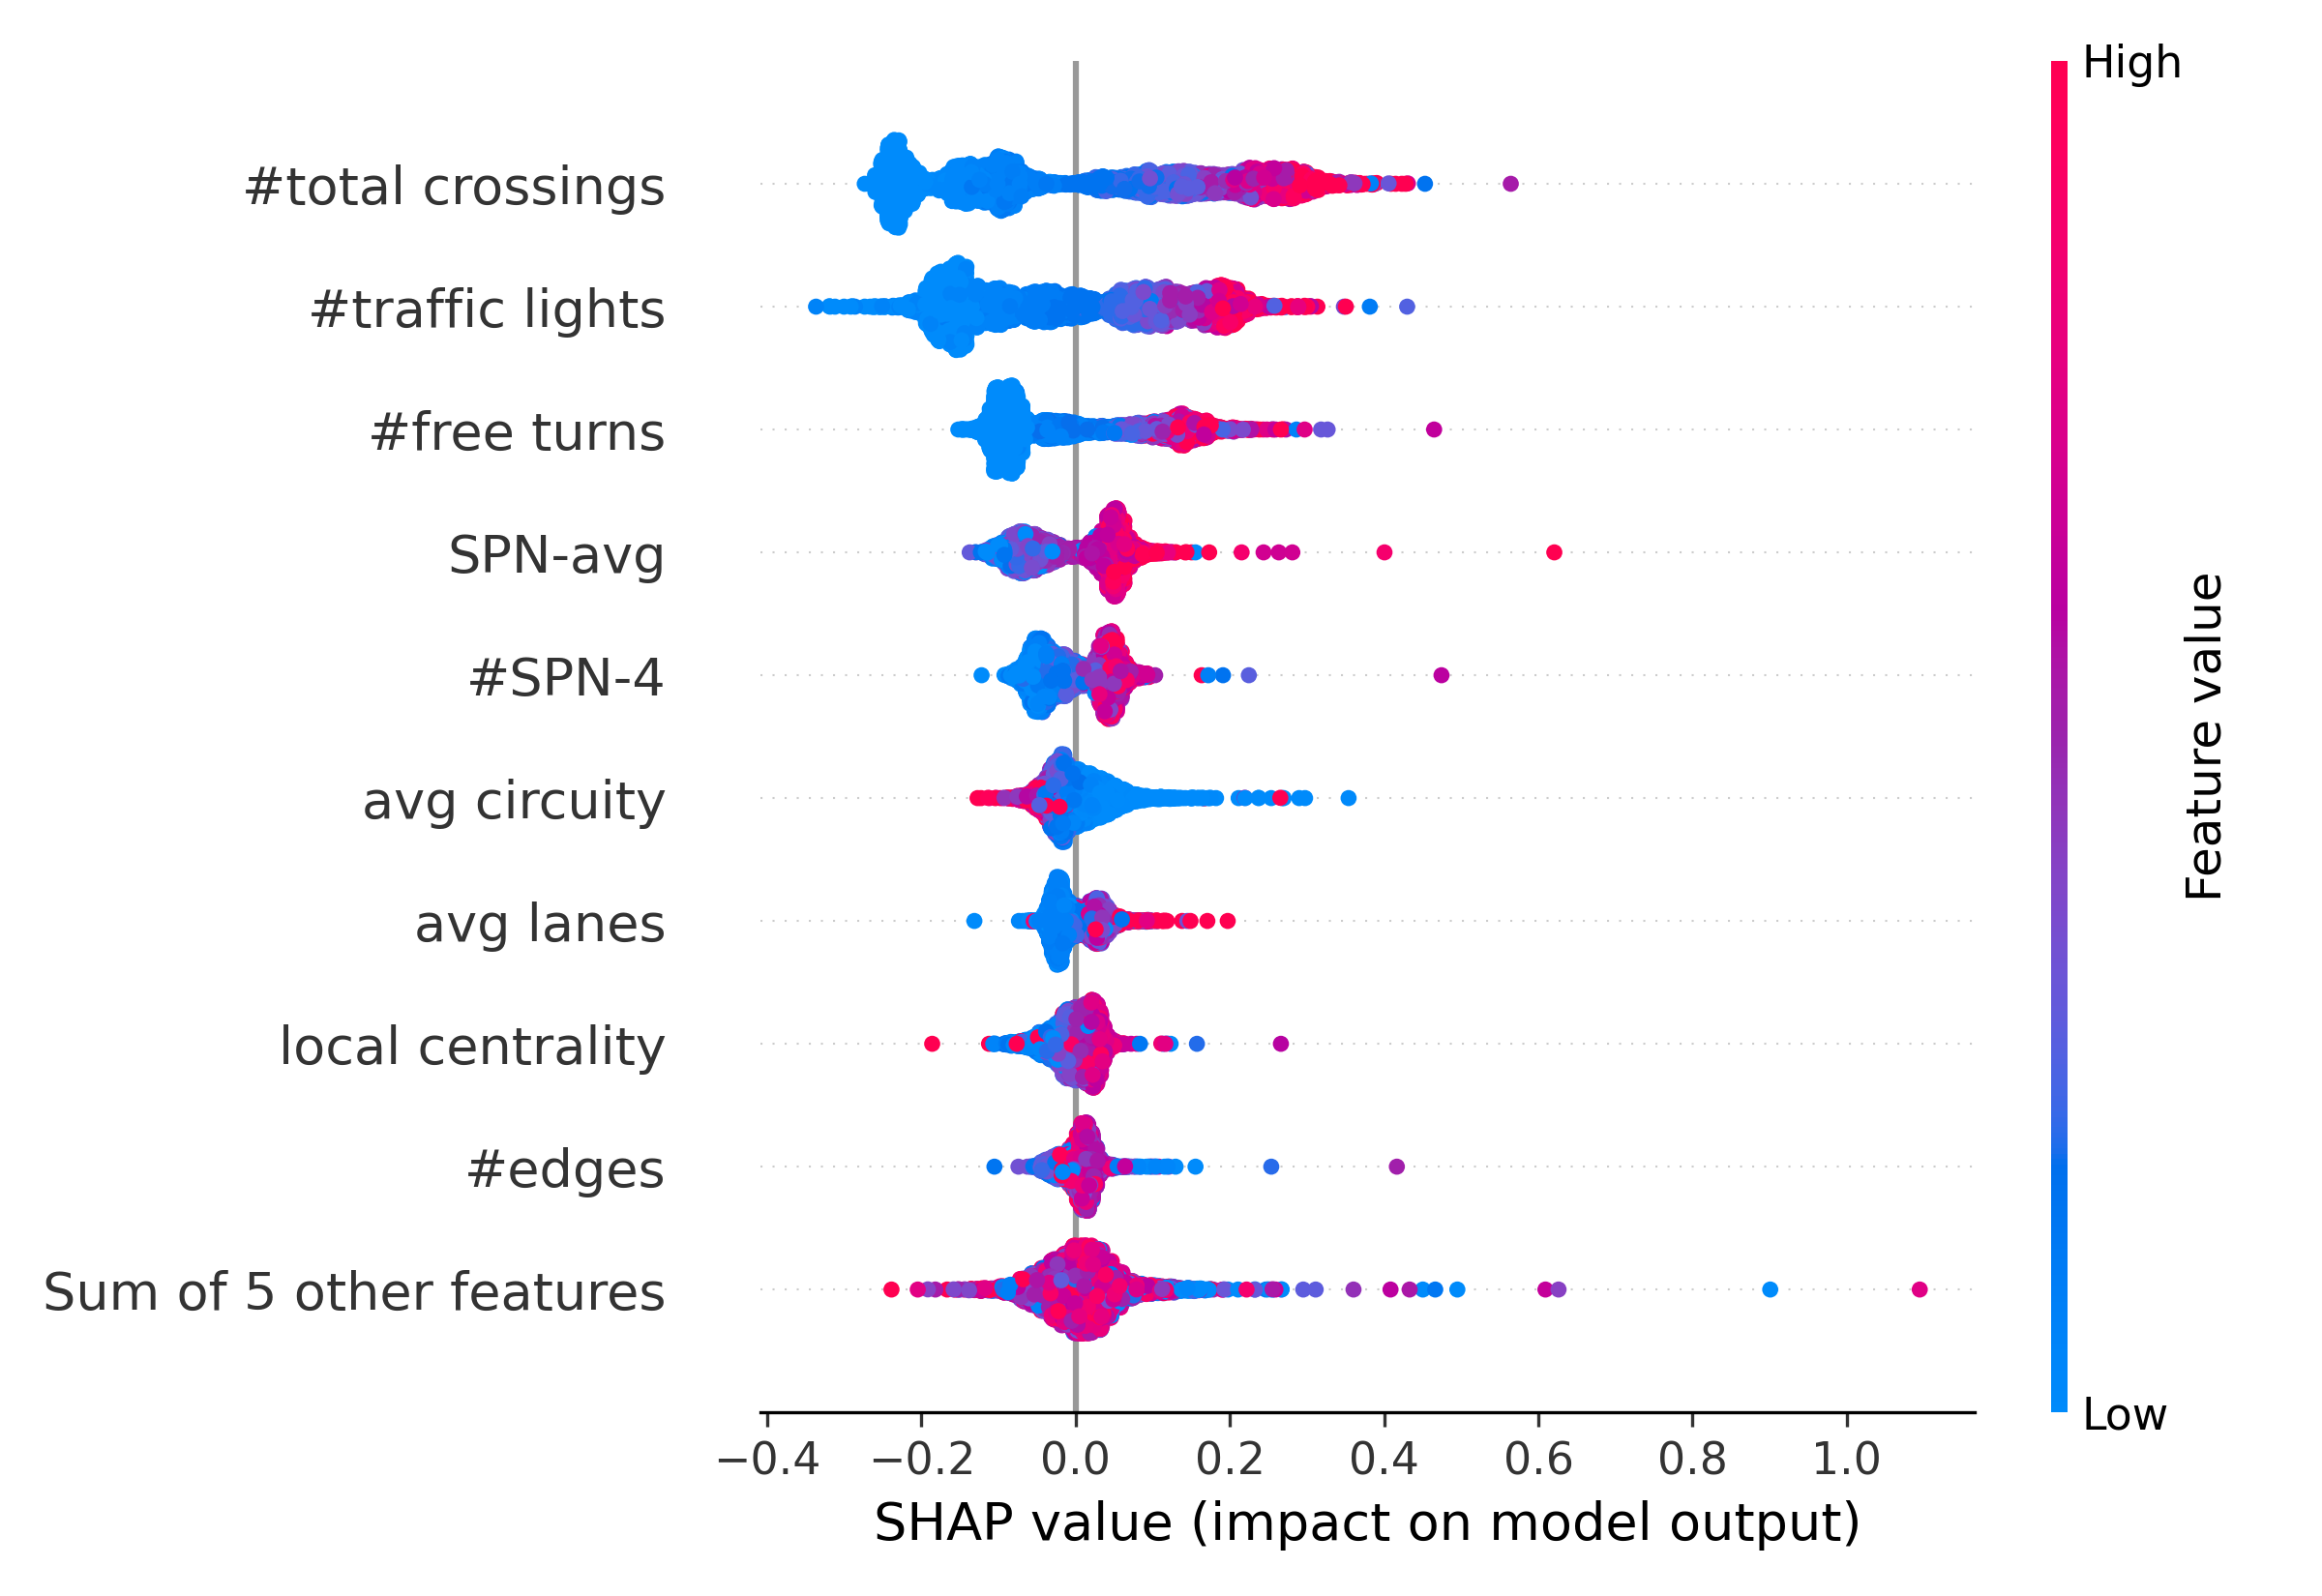 High
#total crossings
#traffic lights
#free turns
SPN-avg
#SPN-4
avg circuity
avg lanes
local centrality
#edges
Sum of 5 other features
Feature value
Low
−0.4 −0.2 0.0 0.2 0.4 0.6 0.8 1.0
SHAP value (impact on model output)